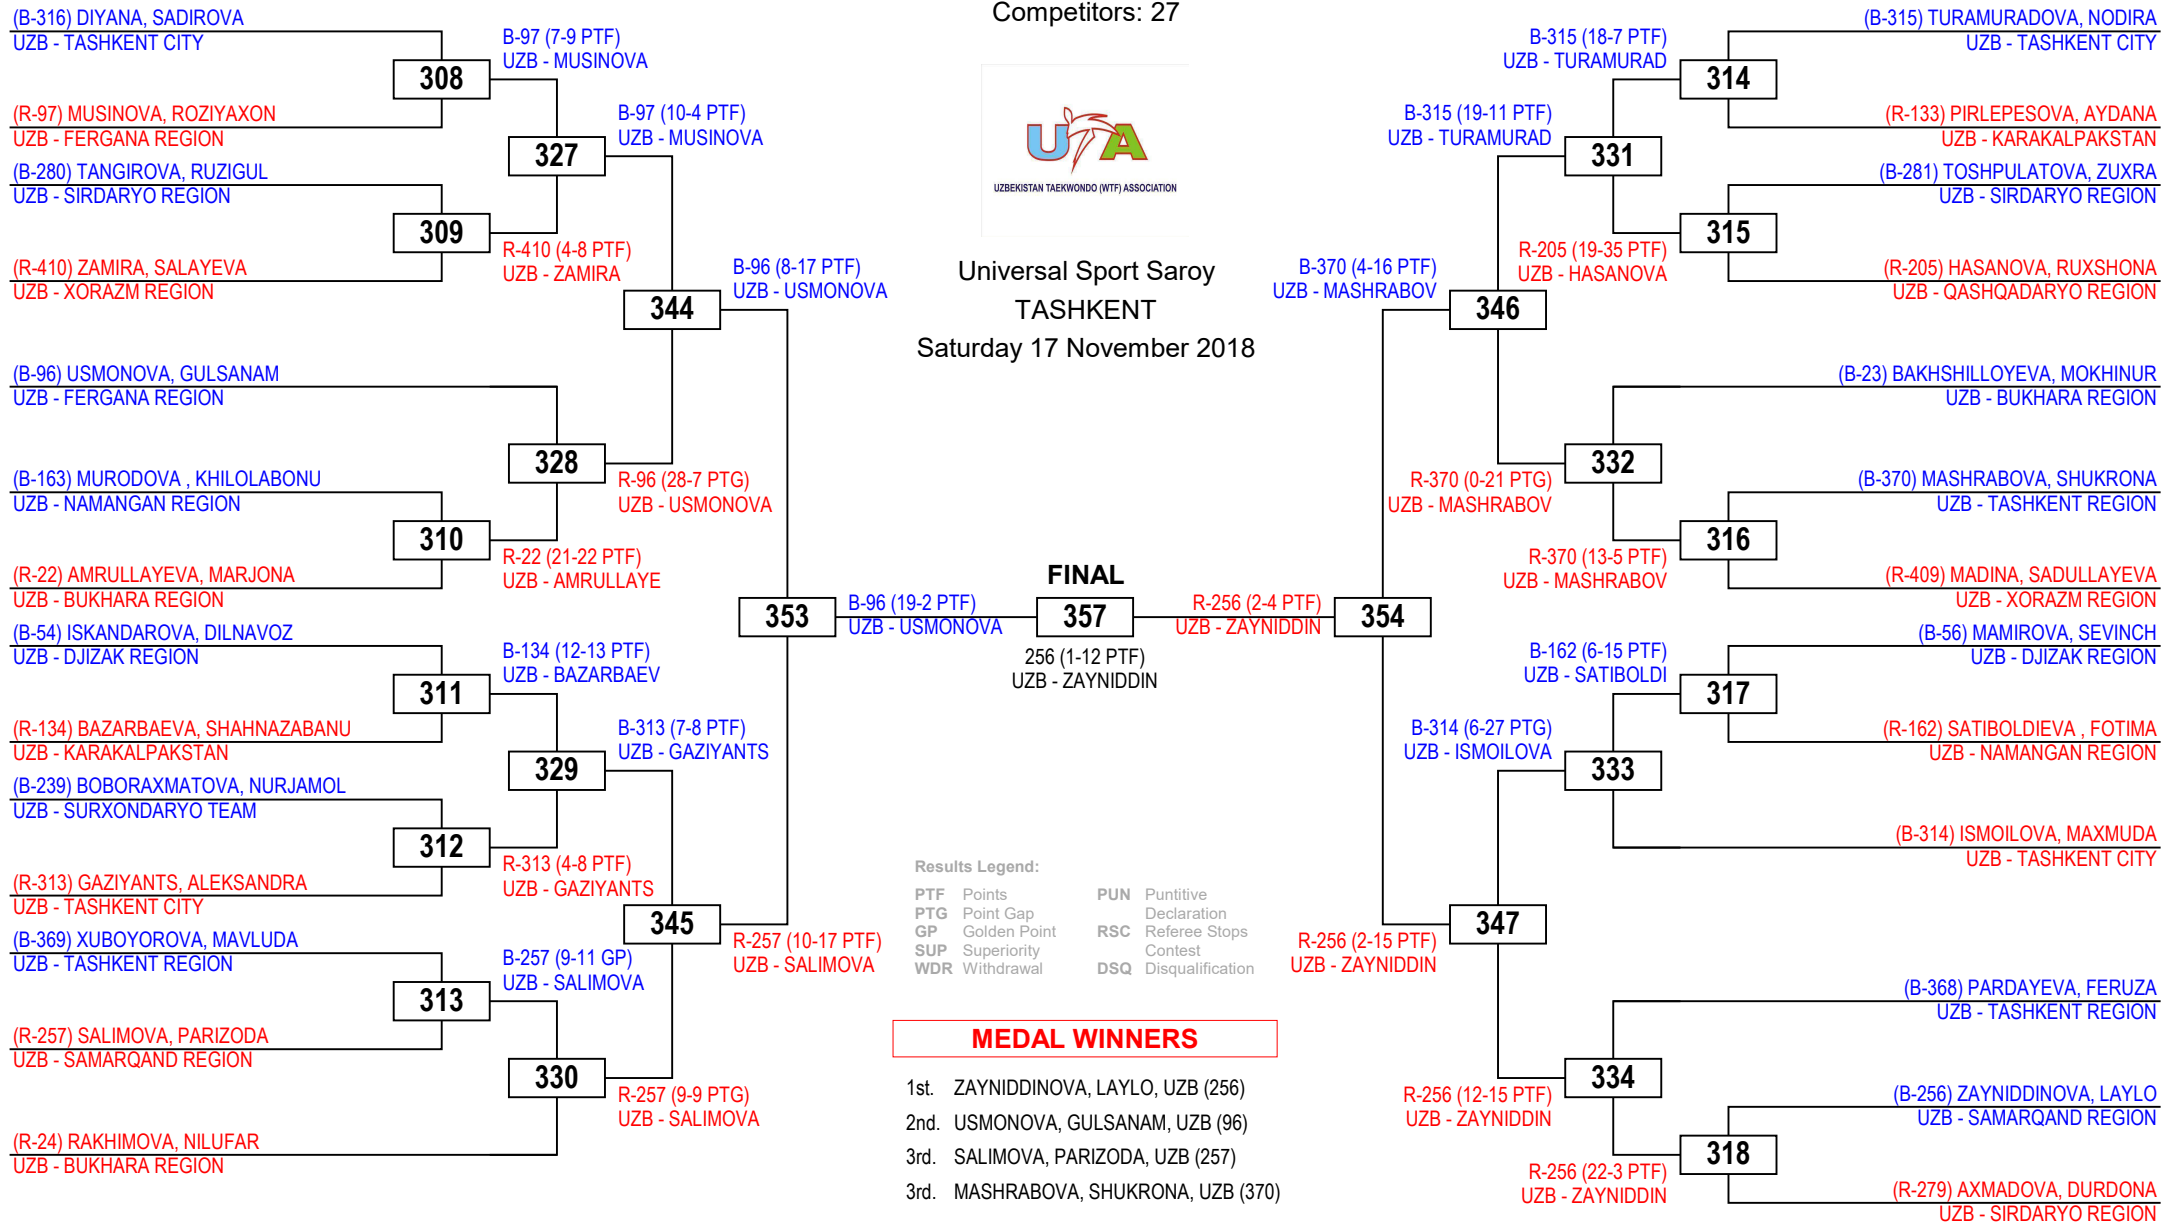 Competitors: 27
(B-316) DIYANA, SADIROVA
UZB - TASHKENT CITY
308
(R-97) MUSINOVA, ROZIYAXON
UZB - FERGANA REGION
B-97 (7-9 PTF)
UZB - MUSINOVA
327
(B-280) TANGIROVA, RUZIGUL
UZB - SIRDARYO REGION
309
(R-410) ZAMIRA, SALAYEVA
UZB - XORAZM REGION
R-410 (4-8 PTF)
UZB - ZAMIRA
B-97 (10-4 PTF)
UZB - MUSINOVA
344
(B-96) USMONOVA, GULSANAM
UZB - FERGANA REGION
328
(B-163) MURODOVA , KHILOLABONU
UZB - NAMANGAN REGION
310
(R-22) AMRULLAYEVA, MARJONA
UZB - BUKHARA REGION
R-22 (21-22 PTF)
UZB - AMRULLAYE
R-96 (28-7 PTG)
UZB - USMONOVA
B-96 (8-17 PTF)
UZB - USMONOVA
353
(B-54) ISKANDAROVA, DILNAVOZ
UZB - DJIZAK REGION
311
(R-134) BAZARBAEVA, SHAHNAZABANU
UZB - KARAKALPAKSTAN
B-134 (12-13 PTF)
UZB - BAZARBAEV
329
(B-239) BOBORAXMATOVA, NURJAMOL
UZB - SURXONDARYO TEAM
312
(R-313) GAZIYANTS, ALEKSANDRA
UZB - TASHKENT CITY
R-313 (4-8 PTF)
UZB - GAZIYANTS
B-313 (7-8 PTF)
UZB - GAZIYANTS
345
(B-369) XUBOYOROVA, MAVLUDA
UZB - TASHKENT REGION
313
(R-257) SALIMOVA, PARIZODA
UZB - SAMARQAND REGION
B-257 (9-11 GP)
UZB - SALIMOVA
330
(R-24) RAKHIMOVA, NILUFAR
UZB - BUKHARA REGION
R-257 (9-9 PTG)
UZB - SALIMOVA
R-257 (10-17 PTF)
UZB - SALIMOVA
B-96 (19-2 PTF)
UZB - USMONOVA
UTA
UZBEKISTAN TAEKWONDO (WTF) ASSOCIATION
Universal Sport Saroy
TASHKENT
Saturday 17 November 2018
FINAL
357
256 (1-12 PTF)
UZB - ZAYNIDDIN
Results Legend:
PTF Points
PTG Point Gap
GP Golden Point
SUP Superiority
WDR Withdrawal
PUN Puntitive
Declaration
RSC Referee Stops
Contest
DSQ Disqualification
MEDAL WINNERS
1st. ZAYNIDDINOVA, LAYLO, UZB (256)
2nd. USMONOVA, GULSANAM, UZB (96)
3rd. SALIMOVA, PARIZODA, UZB (257)
3rd. MASHRABOVA, SHUKRONA, UZB (370)
R-256 (2-4 PTF)
UZB - ZAYNIDDIN
354
B-370 (4-16 PTF)
UZB - MASHRABOV
346
B-315 (19-11 PTF)
UZB - TURAMURAD
331
B-315 (18-7 PTF)
UZB - TURAMURAD
314
(B-315) TURAMURADOVA, NODIRA
UZB - TASHKENT CITY
(R-133) PIRLEPESOVA, AYDANA
UZB - KARAKALPAKSTAN
(B-281) TOSHPULATOVA, ZUXRA
UZB - SIRDARYO REGION
315
R-205 (19-35 PTF)
UZB - HASANOVA
(R-205) HASANOVA, RUXSHONA
UZB - QASHQADARYO REGION
(B-23) BAKHSHILLOYEVA, MOKHINUR
UZB - BUKHARA REGION
332
R-370 (0-21 PTG)
UZB - MASHRABOV
(B-370) MASHRABOVA, SHUKRONA
UZB - TASHKENT REGION
316
R-370 (13-5 PTF)
UZB - MASHRABOV
(R-409) MADINA, SADULLAYEVA
UZB - XORAZM REGION
(B-56) MAMIROVA, SEVINCH
UZB - DJIZAK REGION
B-162 (6-15 PTF)
UZB - SATIBOLDI
317
(R-162) SATIBOLDIEVA , FOTIMA
UZB - NAMANGAN REGION
B-314 (6-27 PTG)
UZB - ISMOILOVA
333
(B-314) ISMOILOVA, MAXMUDA
UZB - TASHKENT CITY
347
R-256 (2-15 PTF)
UZB - ZAYNIDDIN
(B-368) PARDAYEVA, FERUZA
UZB - TASHKENT REGION
334
R-256 (12-15 PTF)
UZB - ZAYNIDDIN
(B-256) ZAYNIDDINOVA, LAYLO
UZB - SAMARQAND REGION
318
R-256 (22-3 PTF)
UZB - ZAYNIDDIN
(R-279) AXMADOVA, DURDONA
UZB - SIRDARYO REGION